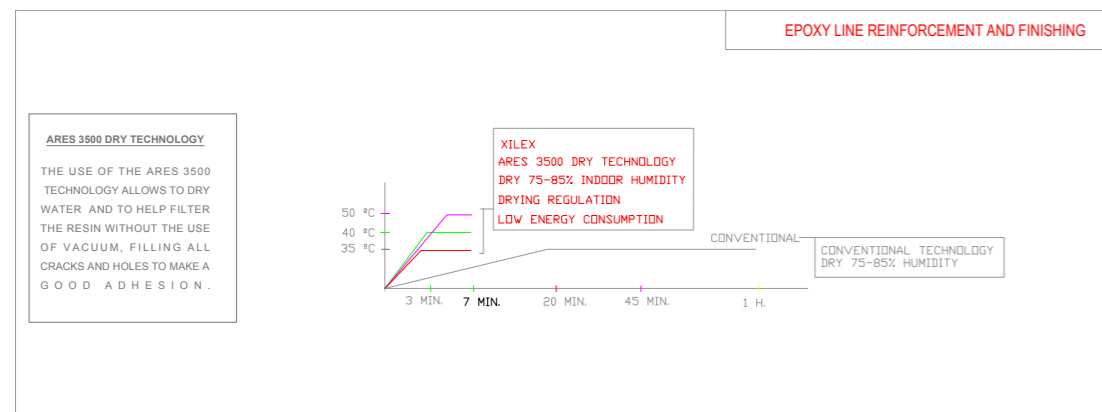 EPOXY LINE REINFORCEMENT AND FINISHING
ARES 3500 DRY TECHNOLOGY
THE USE OF THE ARES 3500
TECHNOLOGY ALLOWS TO DRY
WATER AND TO HELP FILTER
THE RESIN WITHOUT THE USE
OF VACUUM, FILLING ALL
CRACKS AND HOLES TO MAKE A
GOOD ADHESION.
XILEX
ARES 3500 DRY TECHNOLOGY
DRY 75-85% INDOOR HUMIDITY
DRYING REGULATION
LOW ENERGY CONSUMPTION
50 ºC
40 ºC
35 ºC
CONVENTIONAL
CONVENTIONAL TECHNOLOGY
DRY 75-85% HUMIDITY
3 MIN. 7 MIN. 20 MIN. 45 MIN. 1 H.